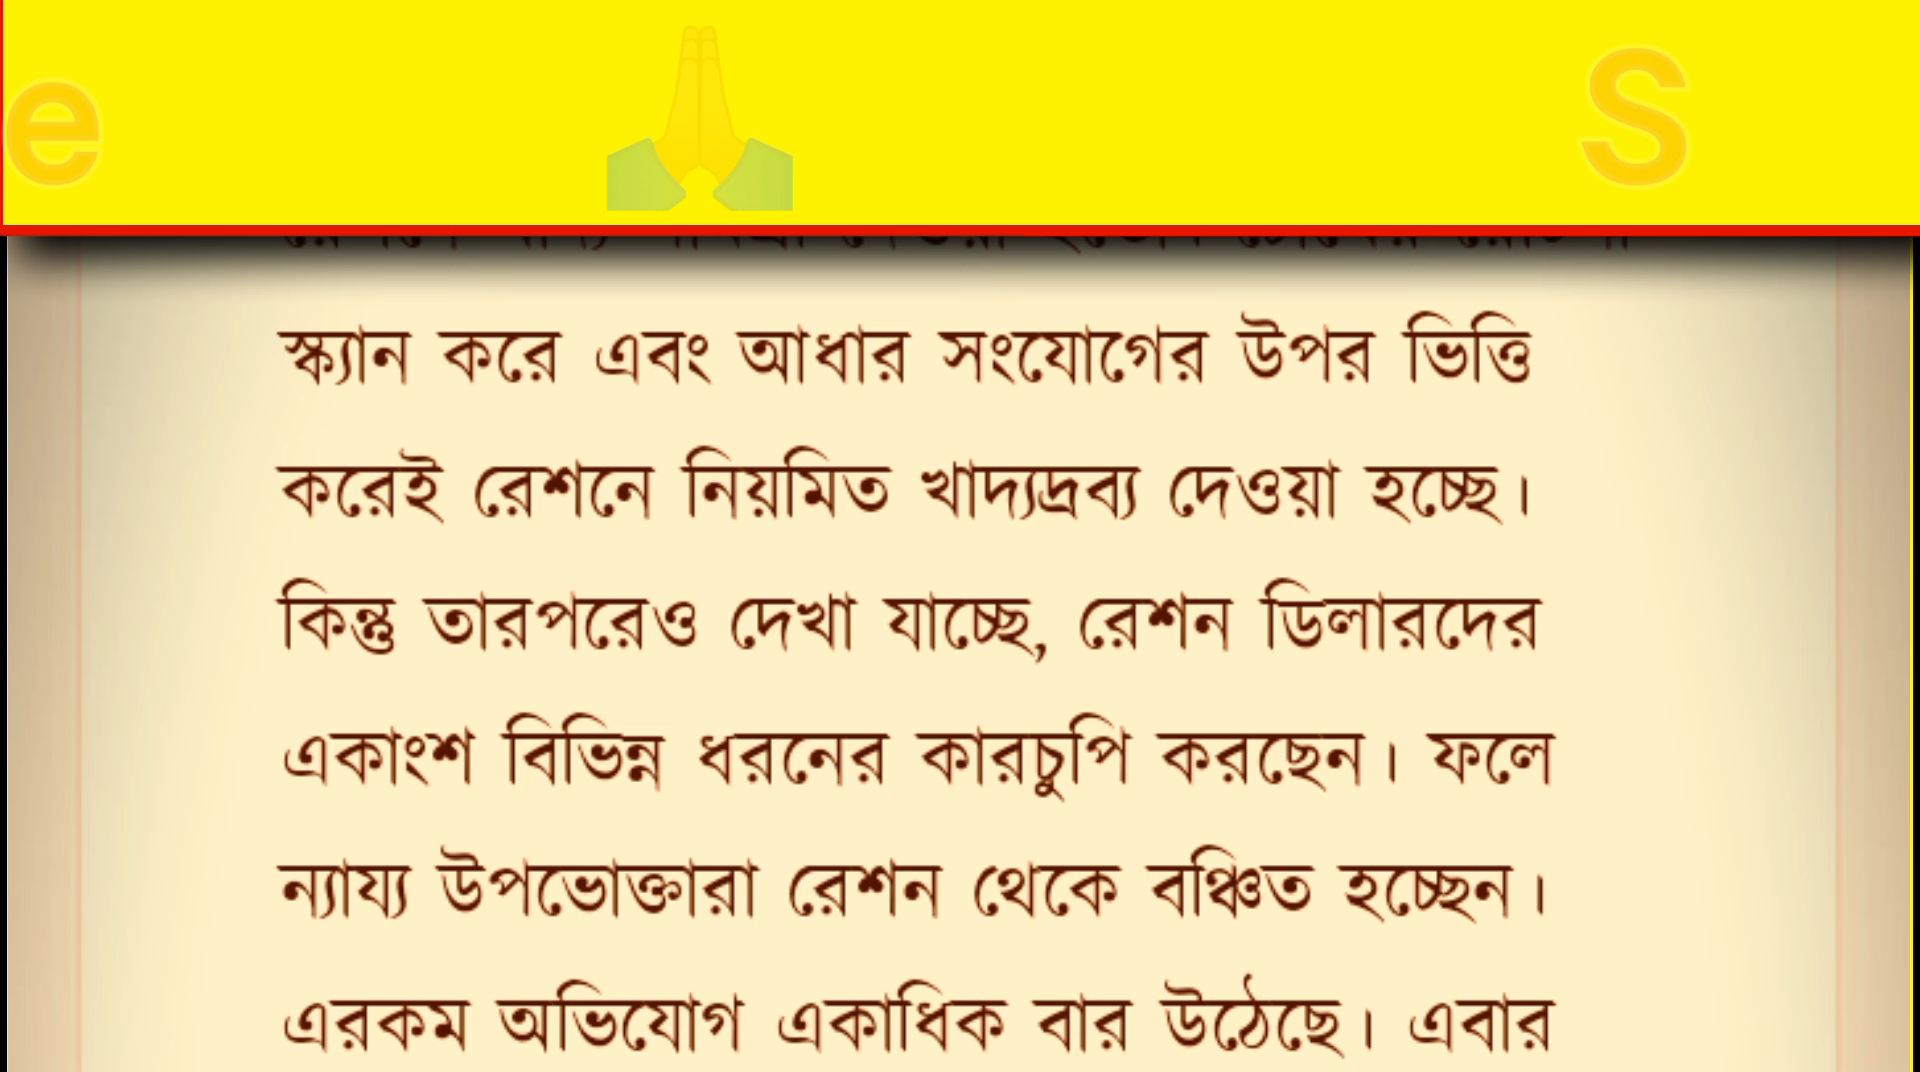 e 🙏 S
স্ক্যান করে এবং আধার সংযোগের উপর ভিত্তি
করেই রেশনে নিয়মিত খাদ্যদ্রব্য দেওয়া হচ্ছে।
কিন্তু তারপরেও দেখা যাচ্ছে, রেশন ডিলারদের
একাংশ বিভিন্ন ধরনের কারচুপি করছেন। ফলে
ন্যায্য উপভোক্তারা রেশন থেকে বঞ্চিত হচ্ছেন।
এরকম অভিযোগ একাধিক বার উঠেছে। এবার